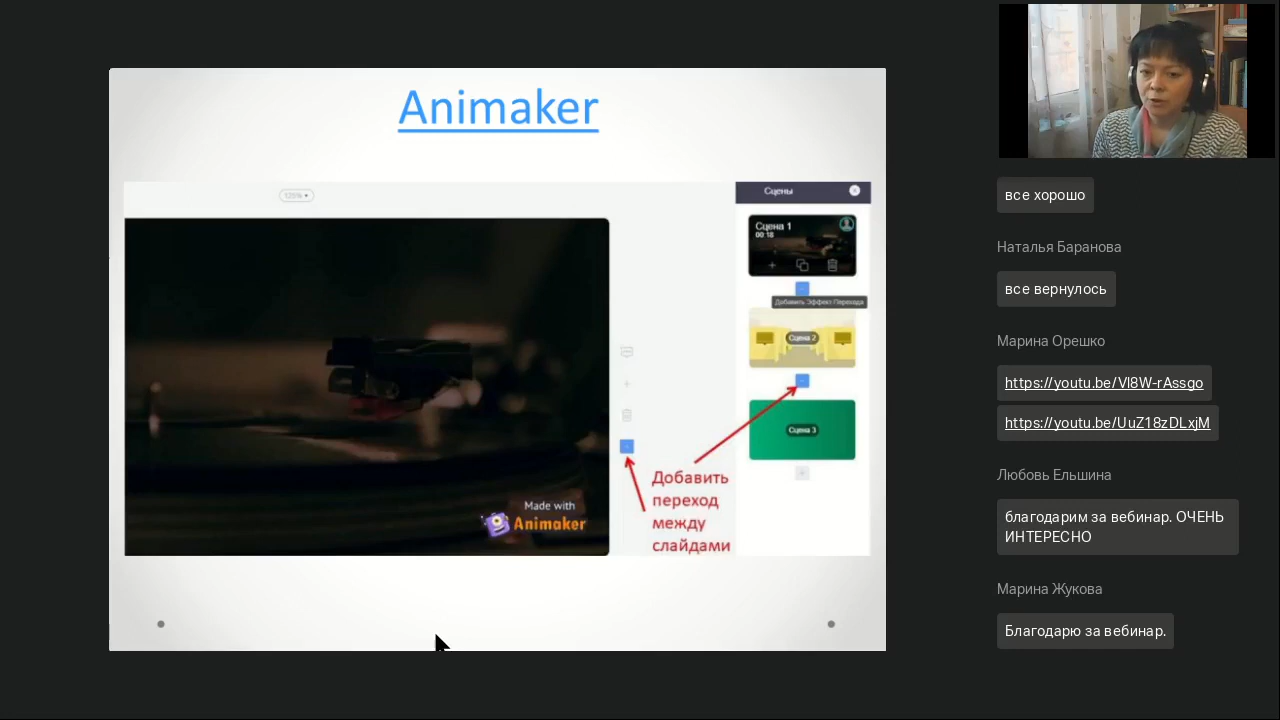 Animaker
125%
Сцены
Сцена 1
00:18
Добавить Эффект Перехода
Сцена 2
Сцена 3
Добавить
переход
между
слайдами
Made with
Animaker
все хорошо
Наталья Баранова
все вернулось
Марина Орешко
https://youtu.be/Vl8W-rAssgo
https://youtu.be/UuZ18zDLxjM
Любовь Ельшина
благодарим за вебинар. ОЧЕНЬ
ИНТЕРЕСНО
Марина Жукова
Благодарю за вебинар.